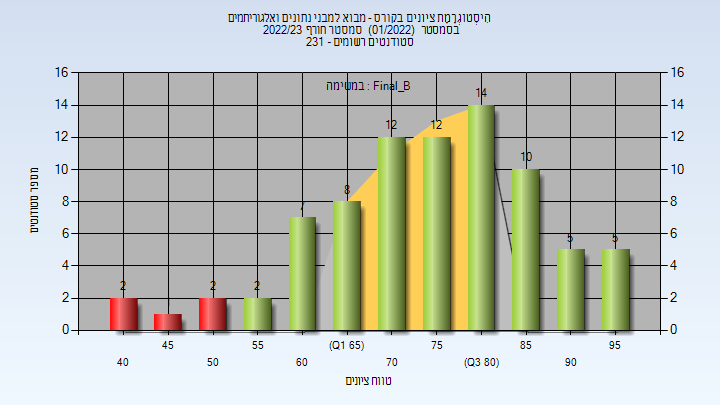 היסטוגרמת ציונים בקורס - מבוא למבני נתונים ואלגוריתמים
בסמסטר (01/2022) סמסטר חורף 2022/23
סטודנטים רשומים - 231
במשימה : Final_B
מספר סטודנטים
16 16
14 14
12 12
10 10
8 8
6 6
4 4
2 2
0 0
2 2 2 7 8 12 12 14 10 5 5
45 55 (Q1 65) 75 (Q3 80) 85 95
40 50 60 70 90
טווח ציונים